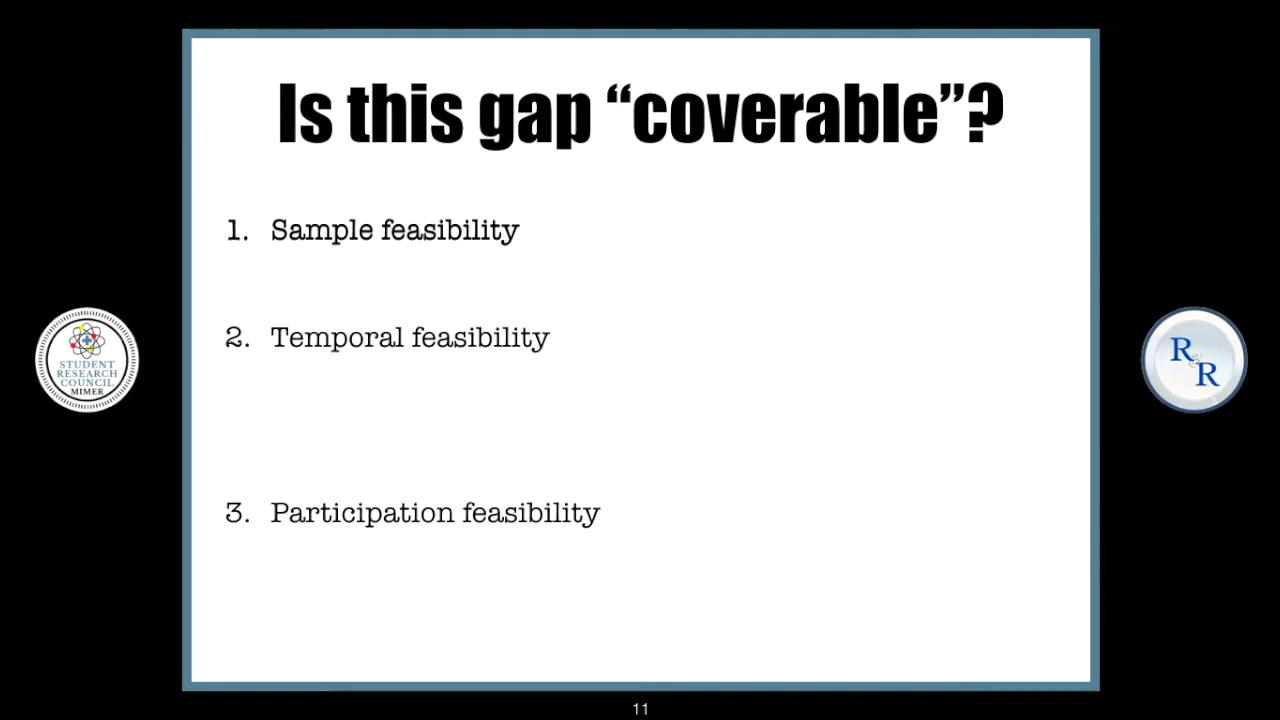 Is this gap “coverable”?
1. Sample feasibility
2. Temporal feasibility
3. Participation feasibility
STUDENT
RESEARCH
COUNCIL
MIMER
R
&
R
11